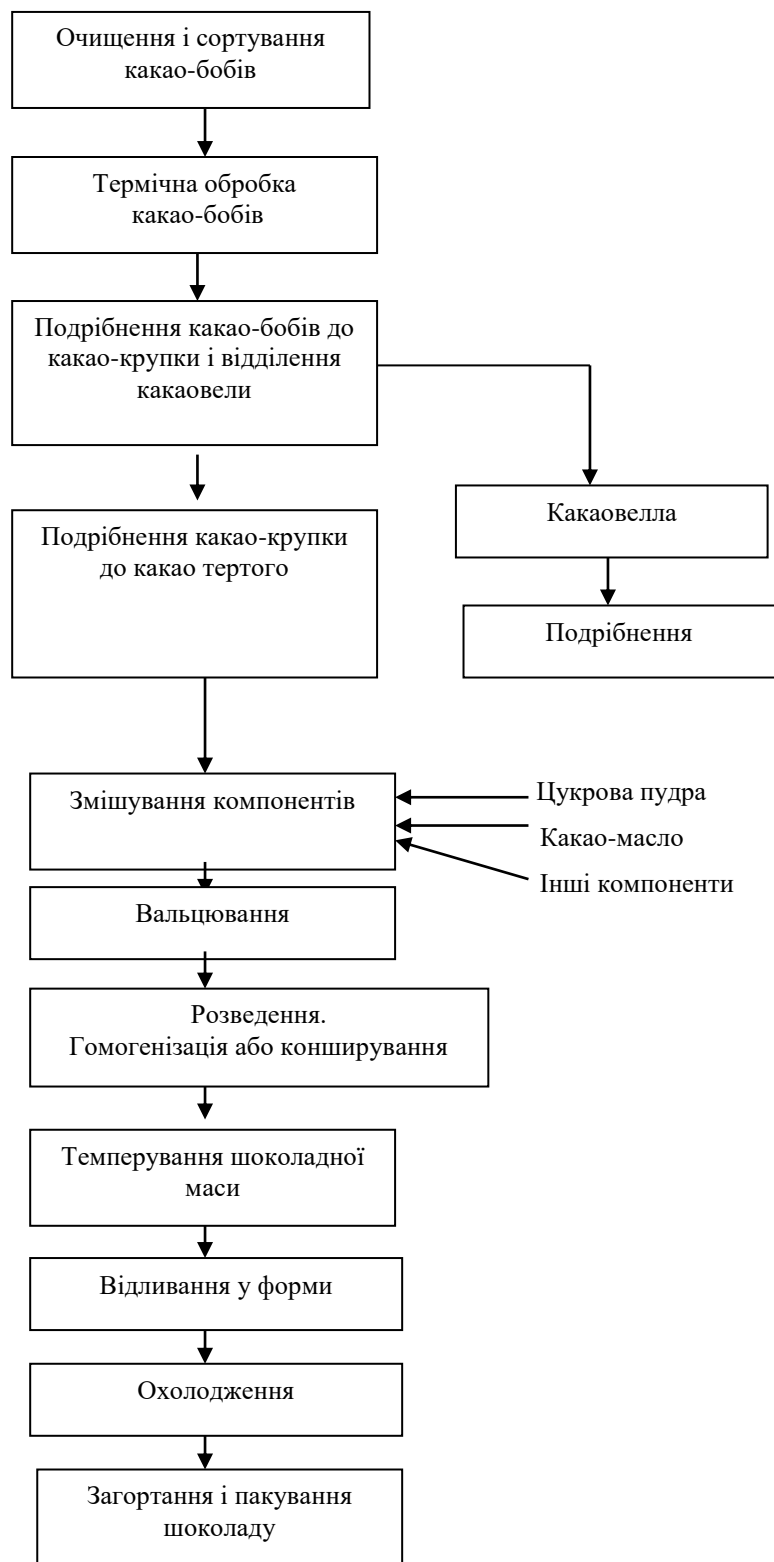 Очищення і сортування
какао-бобів
Термічна обробка
какао-бобів
Подрібнення какао-бобів до
какао-крупки і відділення
какаовели
Какаовелла
Подрібнення какао-крупки
до какао тертого
Подрібнення
Змішування компонентів
Цукрова пудра
Какао-масло
Інші компоненти
Вальцювання
Розведення.
Гомогенізація або конширування
Темперування шоколадної
маси
Відливання у форми
Охолодження
Загортання і пакування
шоколаду